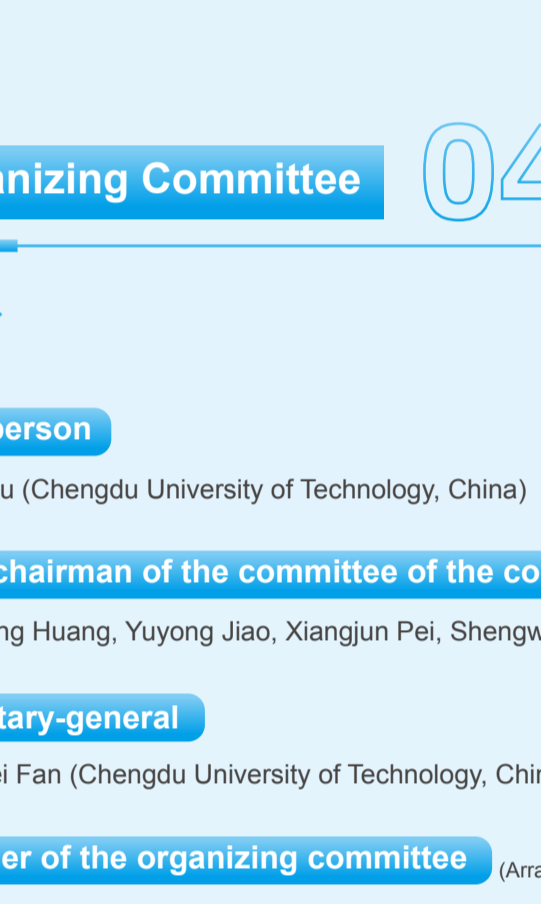 anizing Committee 04
person
u (Chengdu University of Technology, China)
chairman of the committee of the co
ng Huang, Yuyong Jiao, Xiangjun Pei, Shengw
tary-general
ei Fan (Chengdu University of Technology, Chin
er of the organizing committee (Arra